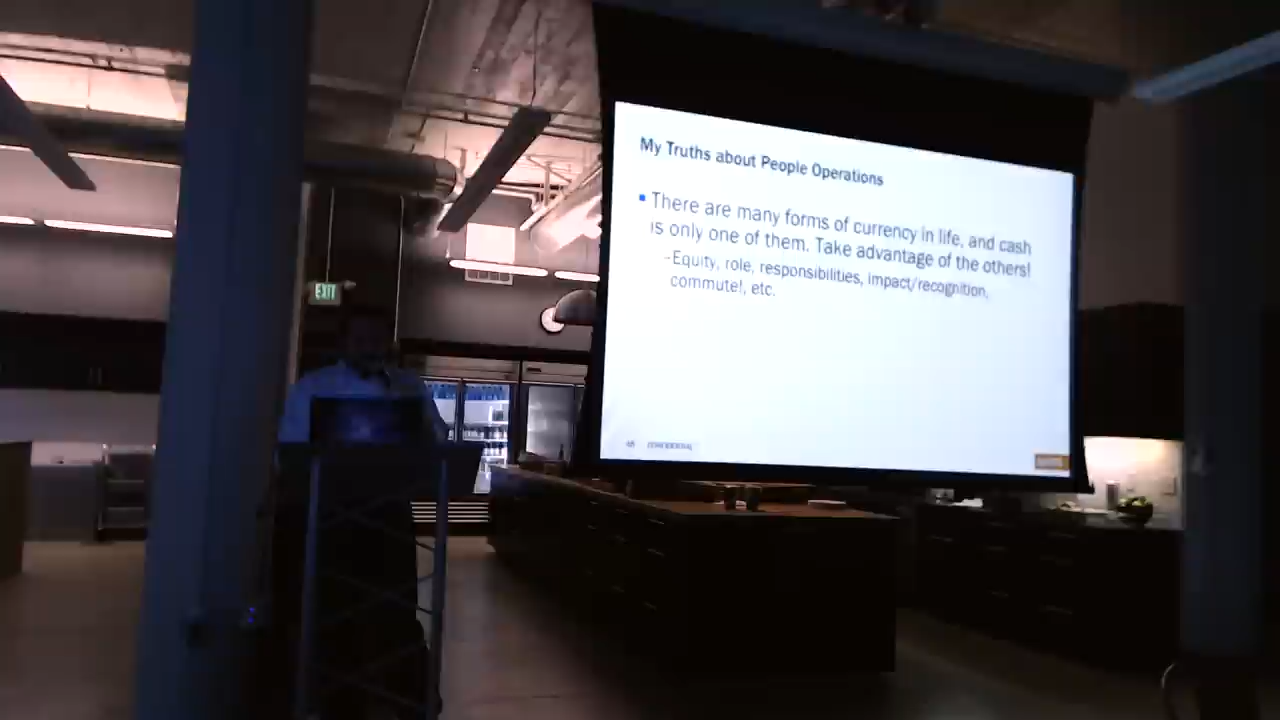 My Truths about People Operations
There are many forms of currency in life, and cash
is only one of them. Take advantage of the others!
-Equity, role, responsibilities, impact/recognition,
commute!, etc.
CONFIDENTIAL
EXIT